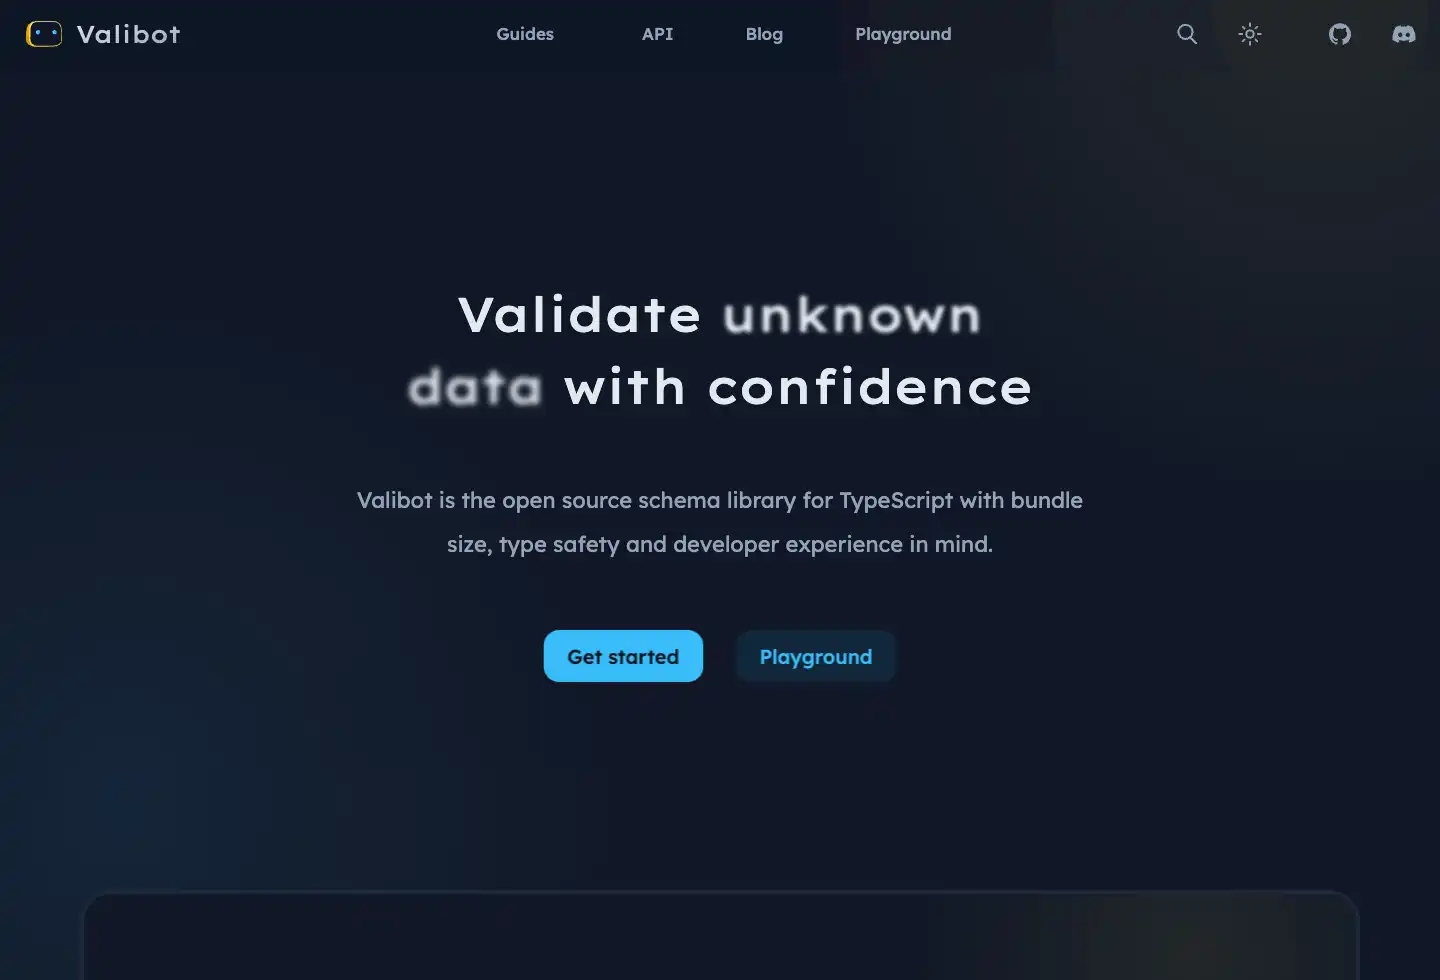 Valibot
Guides
API
Blog
Playground
Validate unknown
data with confidence
Valibot is the open source schema library for TypeScript with bundle
size, type safety and developer experience in mind.
Get started
Playground